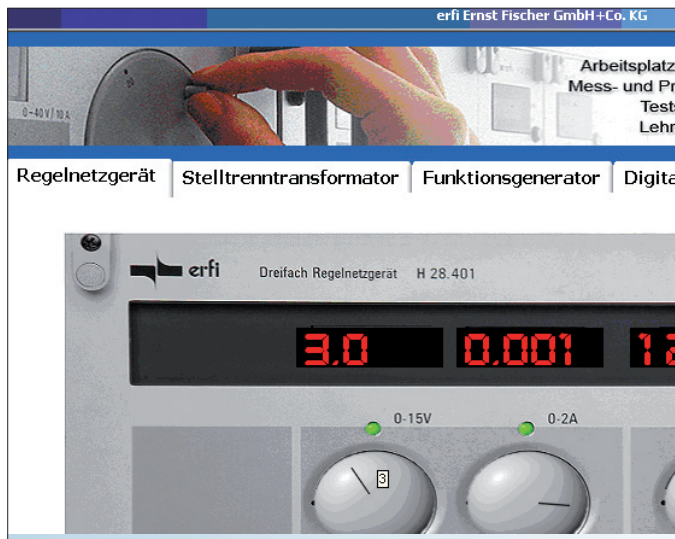 erfi Ernst Fischer GmbH+Co. KG
0-40V/10A
Arbeitsplatz
Mess- und Pr
Test
Lehr
Regelnetzgerät Stelltrenntransformator Funktionsgenerator Digita
erfi Dreifach Regelnetzgerät H 28.401
3.0 0.001 12
0-15V 0-2A
3